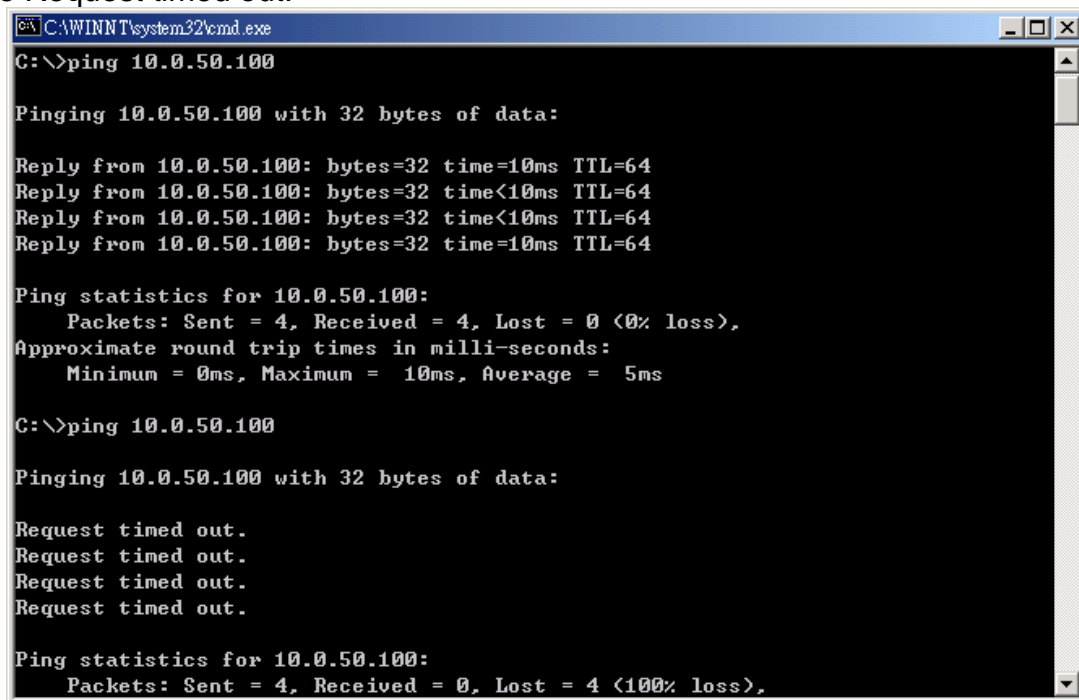 Request timed out.
C:\WINNT\system32\cmd.exe
C:\>ping 10.0.50.100
Pinging 10.0.50.100 with 32 bytes of data:
Reply from 10.0.50.100: bytes=32 time=10ms TTL=64
Reply from 10.0.50.100: bytes=32 time<10ms TTL=64
Reply from 10.0.50.100: bytes=32 time<10ms TTL=64
Reply from 10.0.50.100: bytes=32 time=10ms TTL=64
Ping statistics for 10.0.50.100:
Packets: Sent = 4, Received = 4, Lost = 0 (0% loss),
Approximate round trip times in milli-seconds:
Minimum = 0ms, Maximum =  10ms, Average =  5ms
C:\>ping 10.0.50.100
Pinging 10.0.50.100 with 32 bytes of data:
Request timed out.
Request timed out.
Request timed out.
Request timed out.
Ping statistics for 10.0.50.100:
Packets: Sent = 4, Received = 0, Lost = 4 (100% loss),